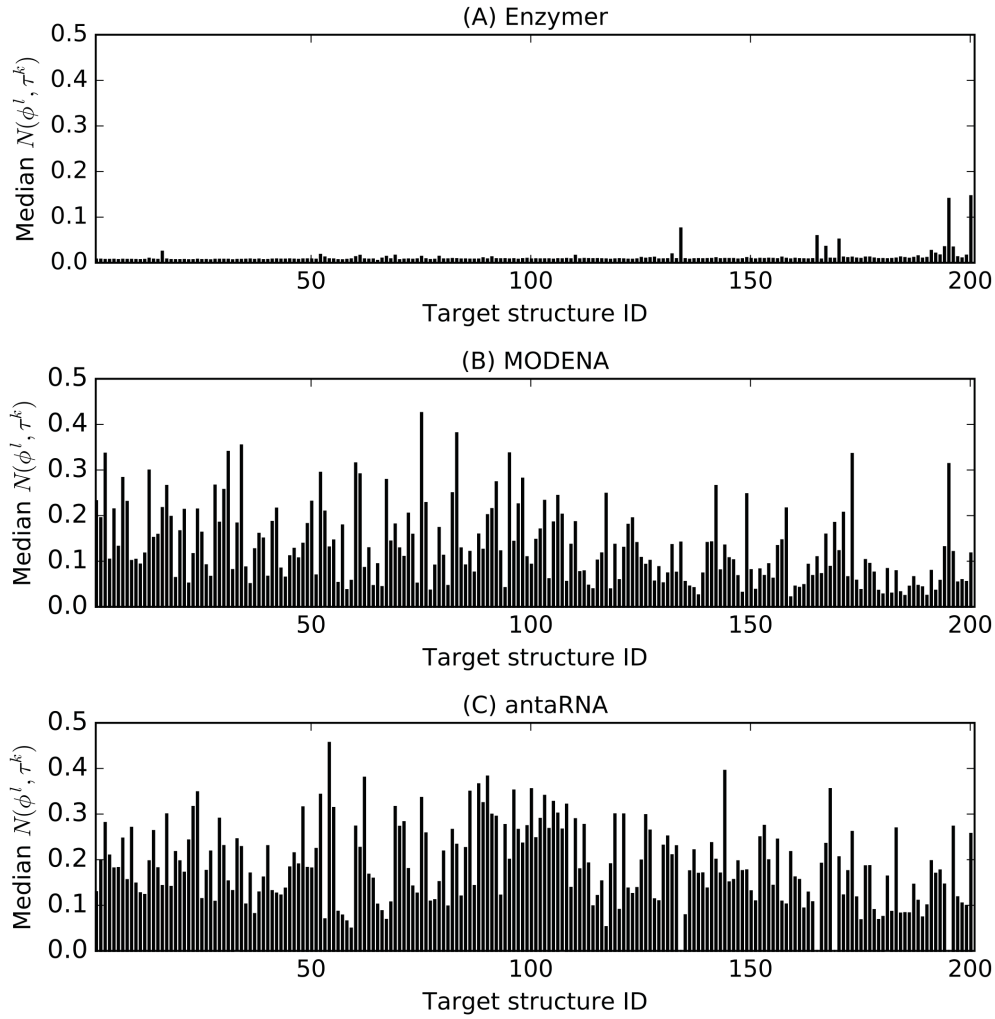 (A) Enzymer
0.5
0.4
0.3
0.2
0.1
0.0
Median N(ϕ^l, τ^k)
50 100 150 200
Target structure ID
(B) MODENA
0.5
0.4
0.3
0.2
0.1
0.0
Median N(ϕ^l, τ^k)
50 100 150 200
Target structure ID
(C) antaRNA
0.5
0.4
0.3
0.2
0.1
0.0
Median N(ϕ^l, τ^k)
50 100 150 200
Target structure ID